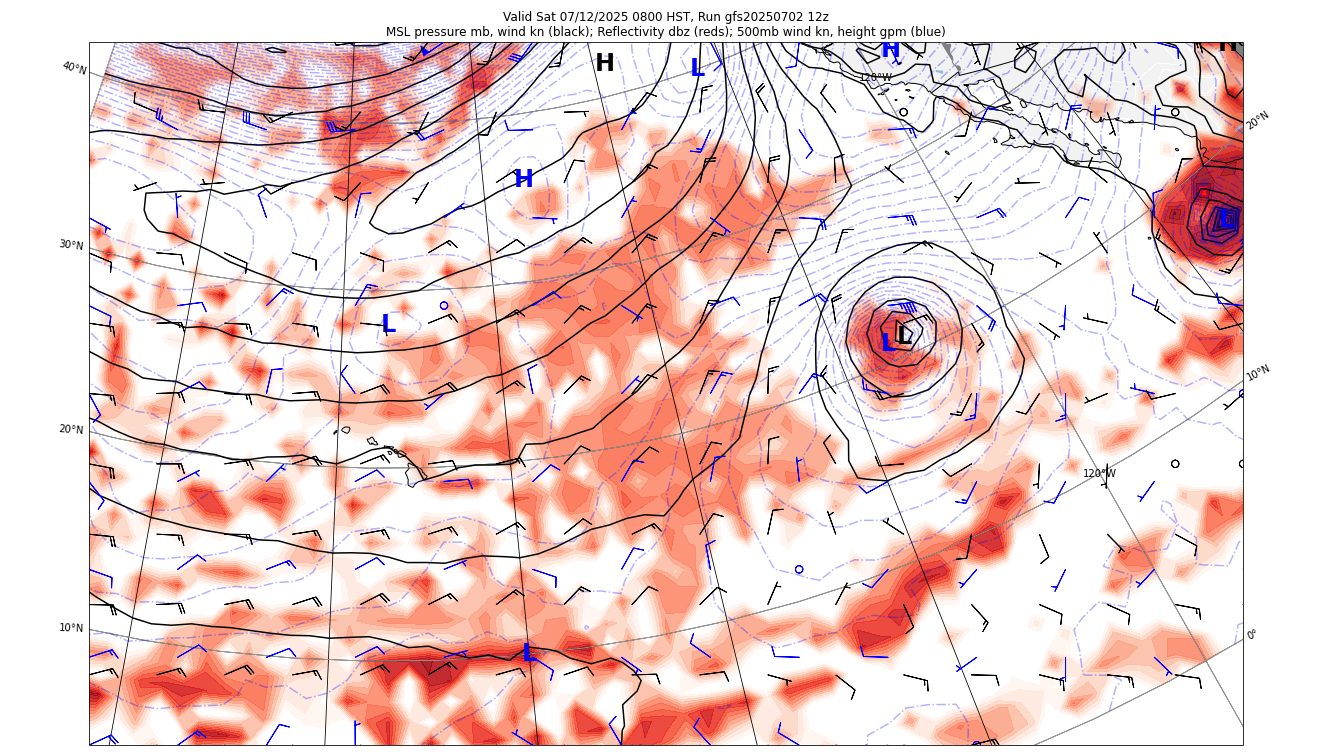 Valid Sat 07/12/2025 0800 HST, Run gfs20250702 12z
MSL pressure mb, wind kn (black); Reflectivity dbz (reds); 500mb wind kn, height gpm (blue)
H
H
H
L
40°N
120°W
20°N
H
L
30°N
L
L
L
10°N
20°N
120°W
10°N
L
0°